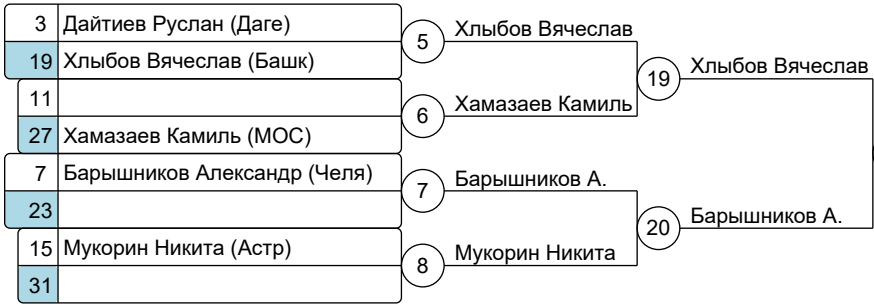 3 Дайтиев Руслан (Даге)
19 Хлыбов Вячеслав (Башк)
5 Хлыбов Вячеслав
11
27 Хамазаев Камиль (МОС)
6 Хамазаев Камиль
19 Хлыбов Вячеслав
7 Барышников Александр (Челя)
23
7 Барышников А.
15 Мукорин Никита (Астр)
31
8 Мукорин Никита
20 Барышников А.